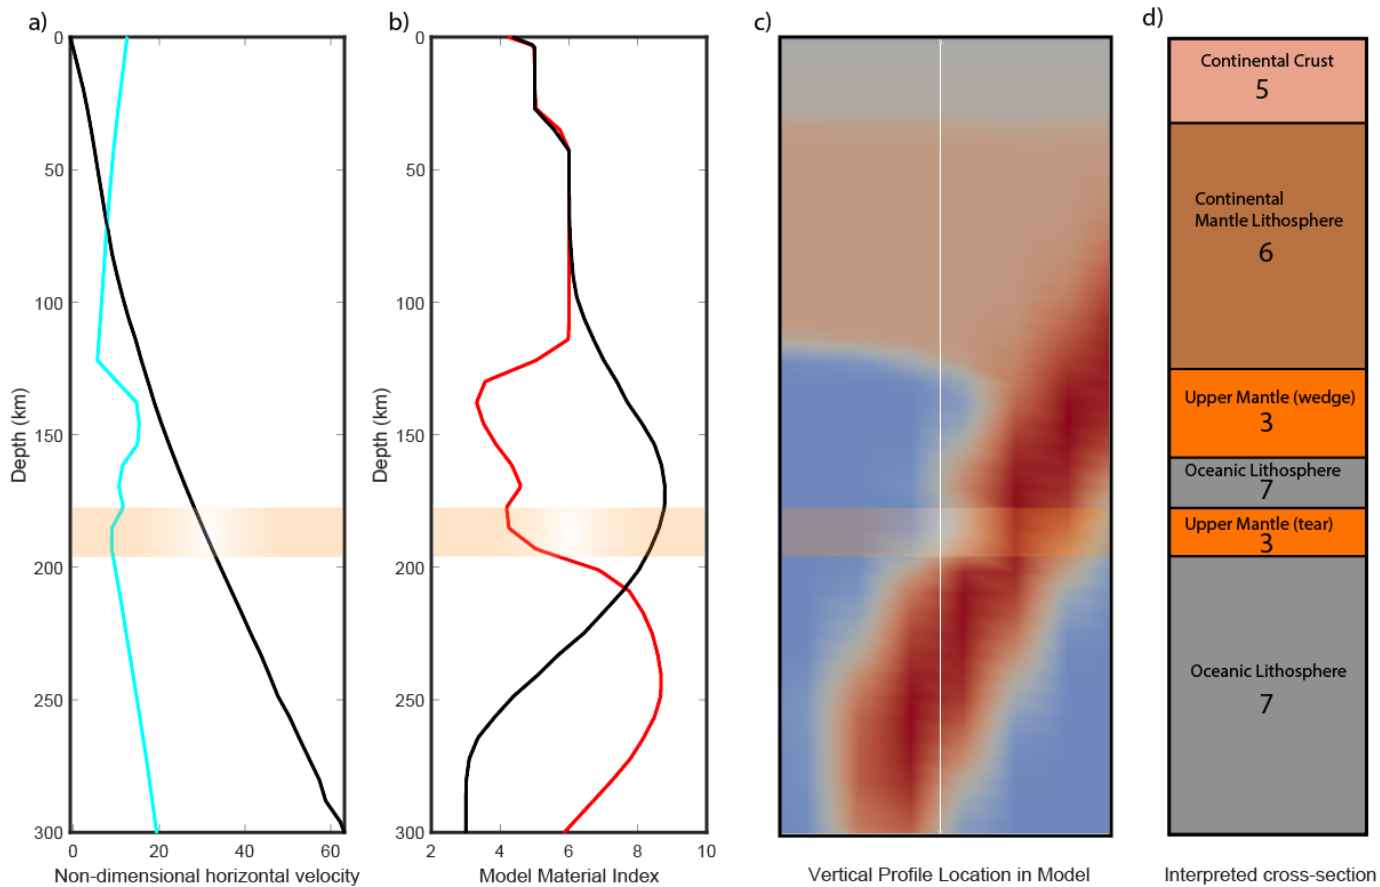 a)
b)
c)
d)
0
50
100
150
200
250
300
Depth (km)
0
20
40
60
Non-dimensional horizontal velocity
0
50
100
150
200
250
300
Depth (km)
2
4
6
8
10
Model Material Index
Vertical Profile Location in Model
Continental Crust
5
Continental
Mantle Lithosphere
6
Upper Mantle (wedge)
3
Oceanic Lithosphere
7
Upper Mantle (tear)
3
Oceanic Lithosphere
7
Interpreted cross-section